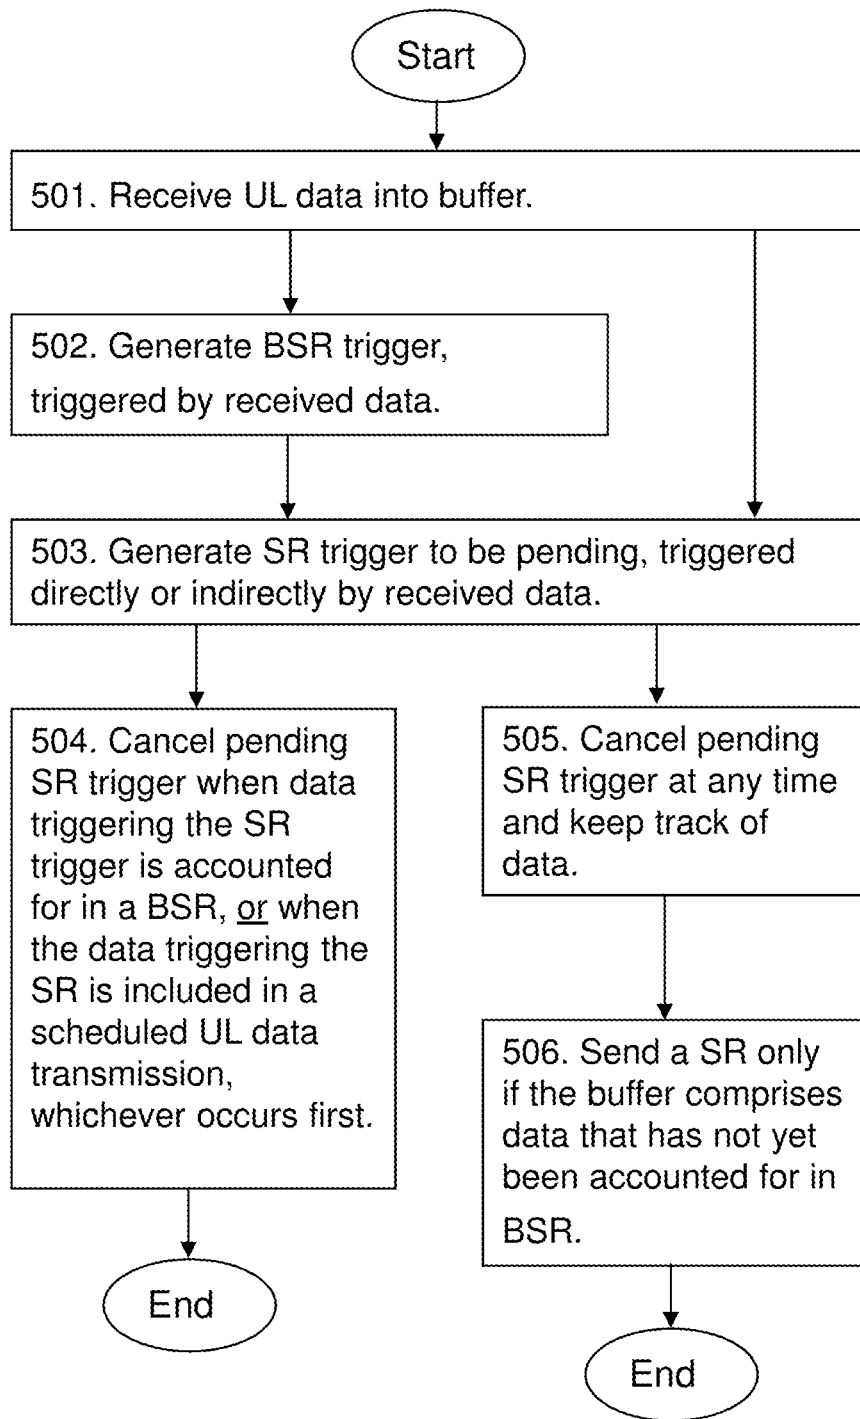 Start
501. Receive UL data into buffer.
502. Generate BSR trigger,
triggered by received data.
503. Generate SR trigger to be pending, triggered
directly or indirectly by received data.
504. Cancel pending
SR trigger when data
triggering the SR
trigger is accounted
for in a BSR, or when
the data triggering the
SR is included in a
scheduled UL data
transmission,
whichever occurs first.
End
505. Cancel pending
SR trigger at any time
and keep track of
data.
506. Send a SR only
if the buffer comprises
data that has not yet
been accounted for in
BSR.
End